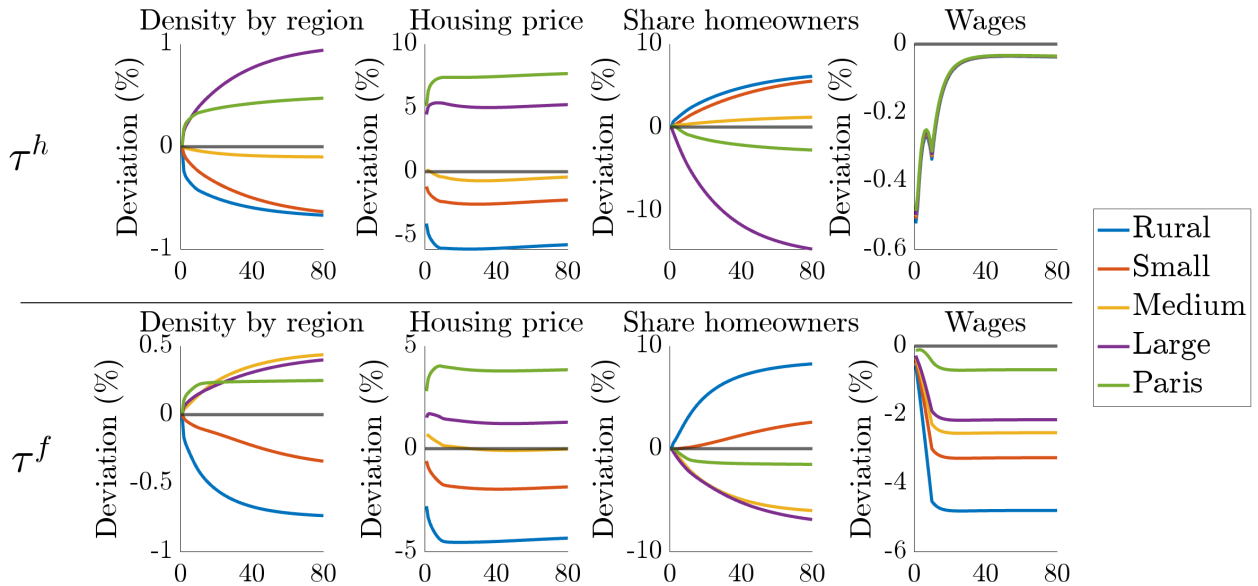 Density by region
Housing price
Share homeowners
Wages
τ^h
Deviation (%)
1
0
-1
0 40 80
Deviation (%)
10
5
0
-5
0 40 80
Deviation (%)
10
0
-10
0 40 80
Deviation (%)
0
-0.2
-0.4
-0.6
0 40 80
Density by region
Housing price
Share homeowners
Wages
τ^f
Deviation (%)
0.5
0
-0.5
-1
0 40 80
Deviation (%)
5
0
-5
0 40 80
Deviation (%)
10
0
-10
0 40 80
Deviation (%)
0
-2
-4
-6
0 40 80
Rural
Small
Medium
Large
Paris